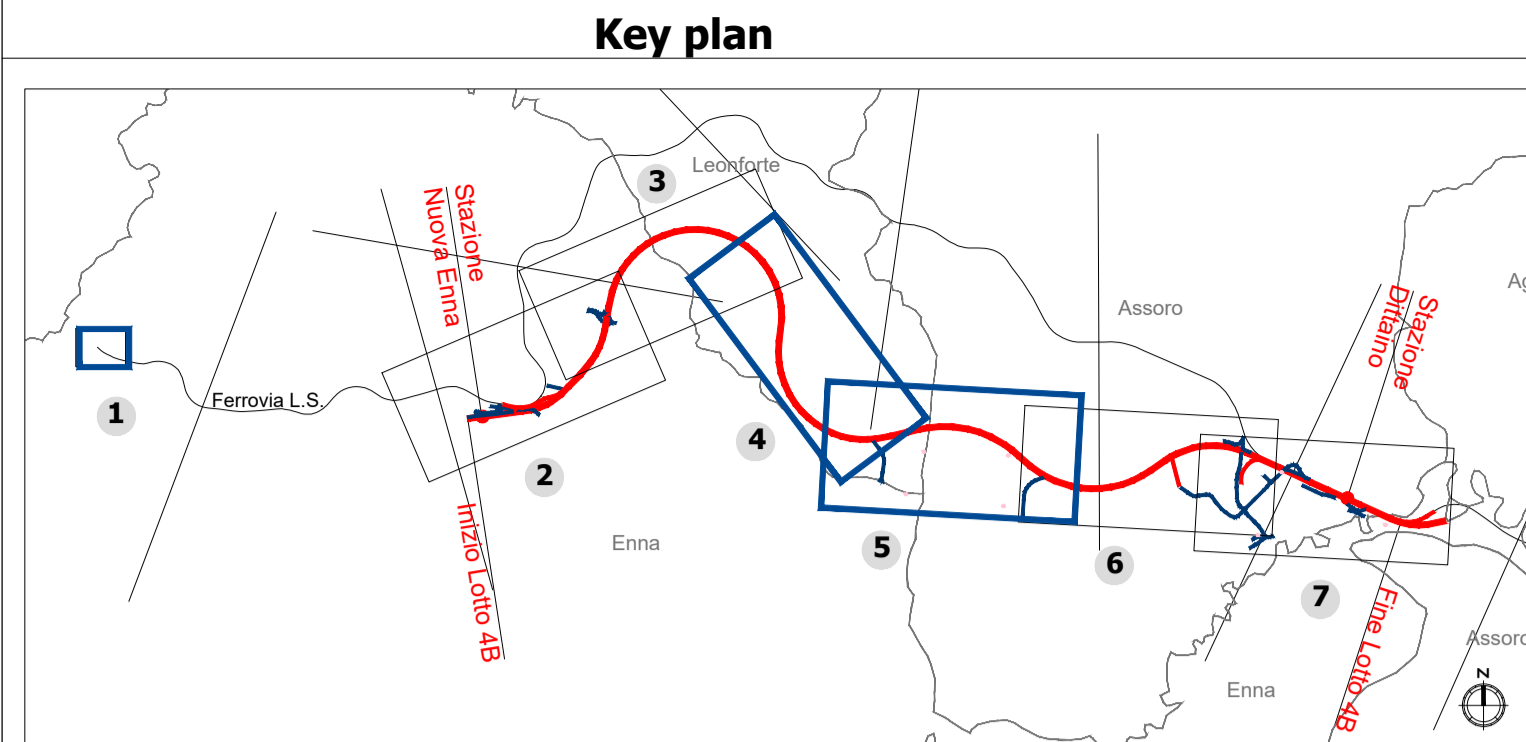 Key plan
Leonforte
3
Stazione
Nuova Enna
Assoro
Stazione
Dittaino
Ag
Ferrovia L.S.
1
4
2
Inizio Lotto 4B
Enna
5
6
7
Fine Lotto 4B
Assoro
Enna
N